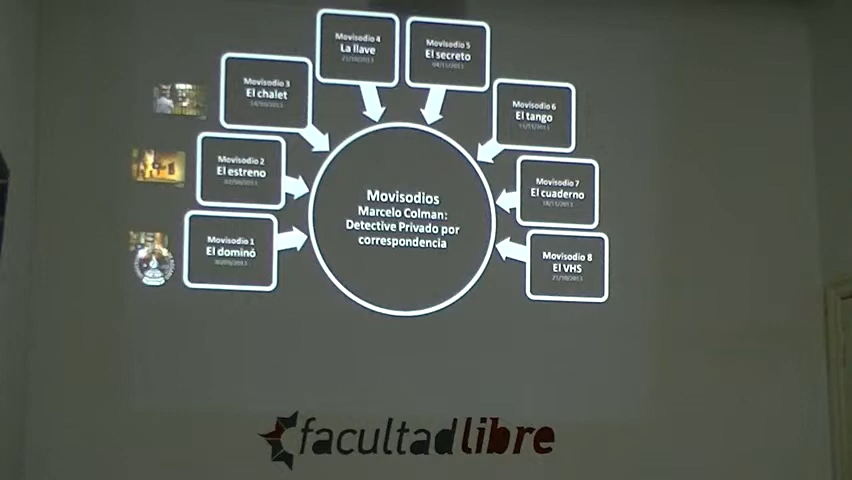 Movisodio 1
El dominó
Movisodio 2
El estreno
Movisodio 3
El chalet
Movisodio 4
La llave
Movisodio 5
El secreto
Movisodio 6
El tango
Movisodio 7
El cuaderno
Movisodio 8
El VHS
Movisodios
Marcelo Colman:
Detective Privado por
correspondencia
facultadlibre